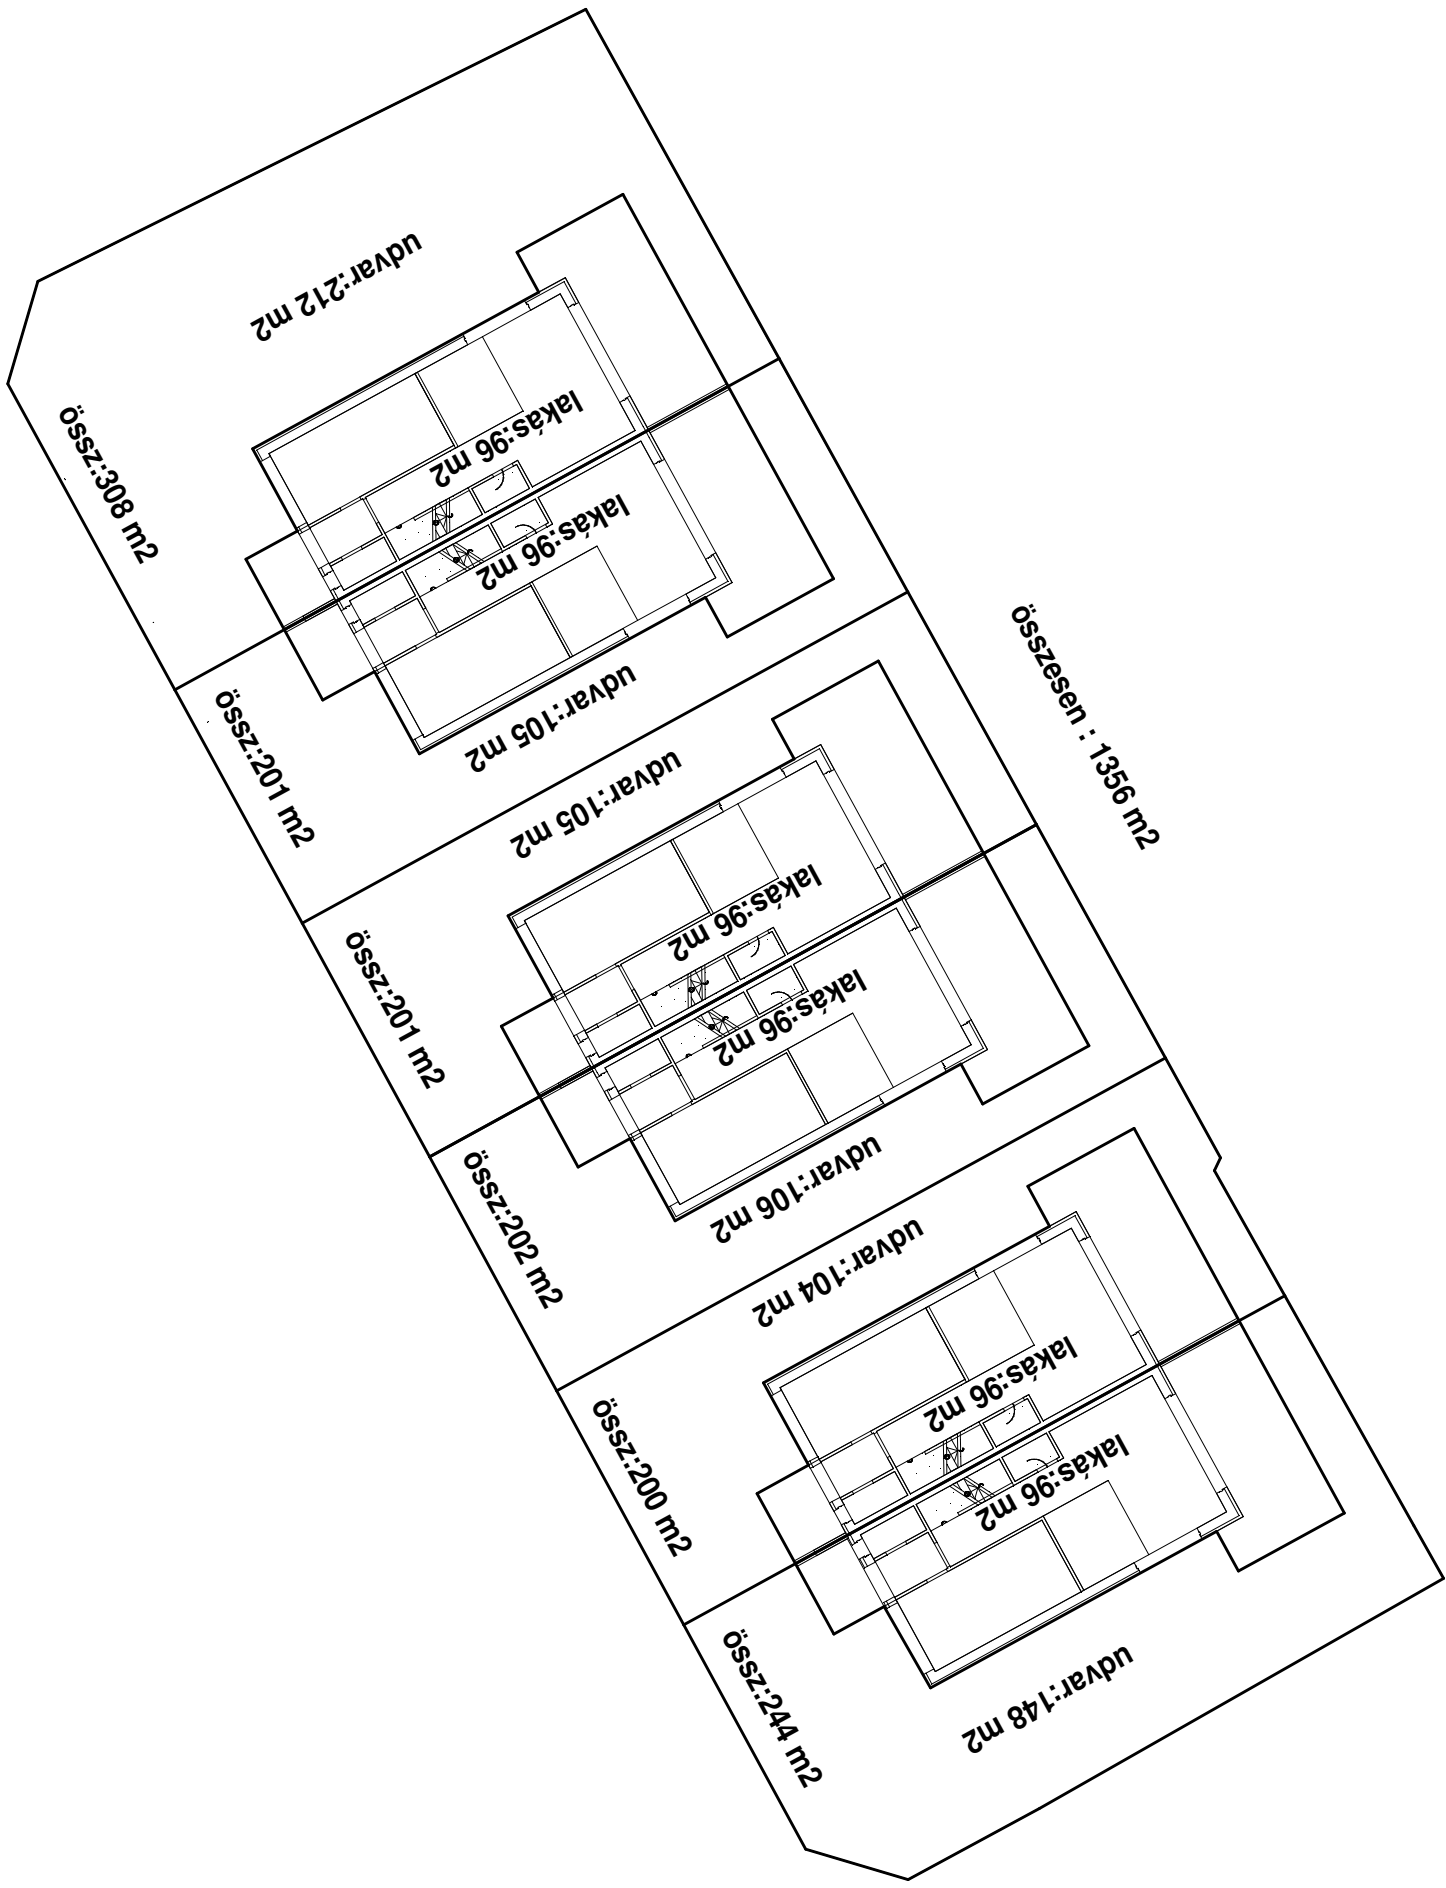 udvar:212 m2
össz:308 m2
lakás:96 m2
lakás:96 m2
össz:201 m2
udvar:105 m2
összesen : 1356 m2
udvar:105 m2
össz:201 m2
lakás:96 m2
lakás:96 m2
össz:202 m2
udvar:106 m2
udvar:104 m2
össz:200 m2
lakás:96 m2
lakás:96 m2
össz:244 m2
udvar:148 m2